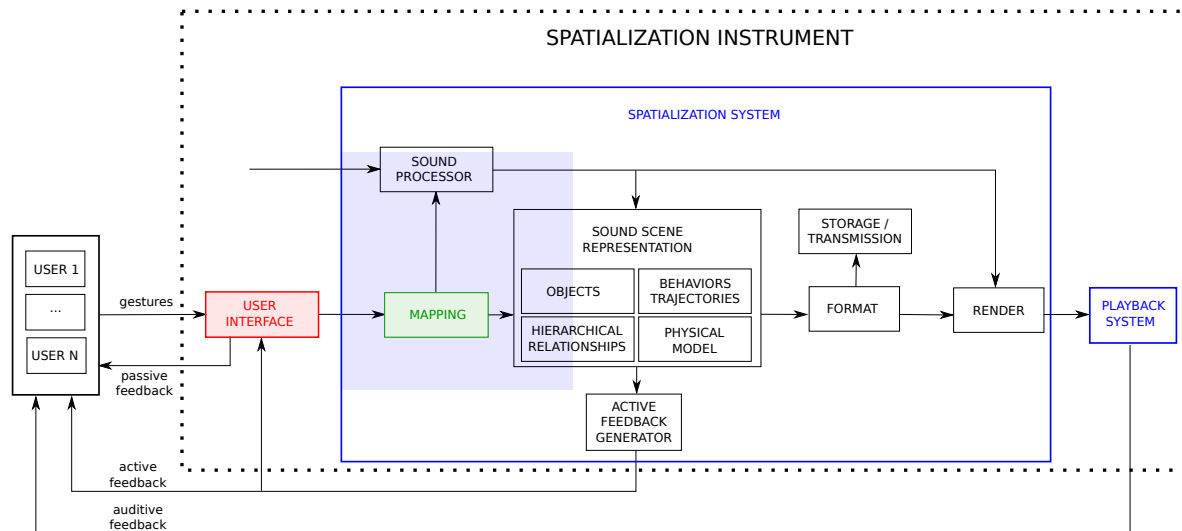 SPATIALIZATION INSTRUMENT
SPATIALIZATION SYSTEM
SOUND
PROCESSOR
SOUND SCENE
REPRESENTATION
OBJECTS
BEHAVIORS
TRAJECTORIES
HIERARCHICAL
RELATIONSHIPS
PHYSICAL
MODEL
STORAGE /
TRANSMISSION
FORMAT
RENDER
PLAYBACK
SYSTEM
USER 1
...
USER N
gestures
USER
INTERFACE
MAPPING
passive
feedback
ACTIVE
FEEDBACK
GENERATOR
active
feedback
auditive
feedback